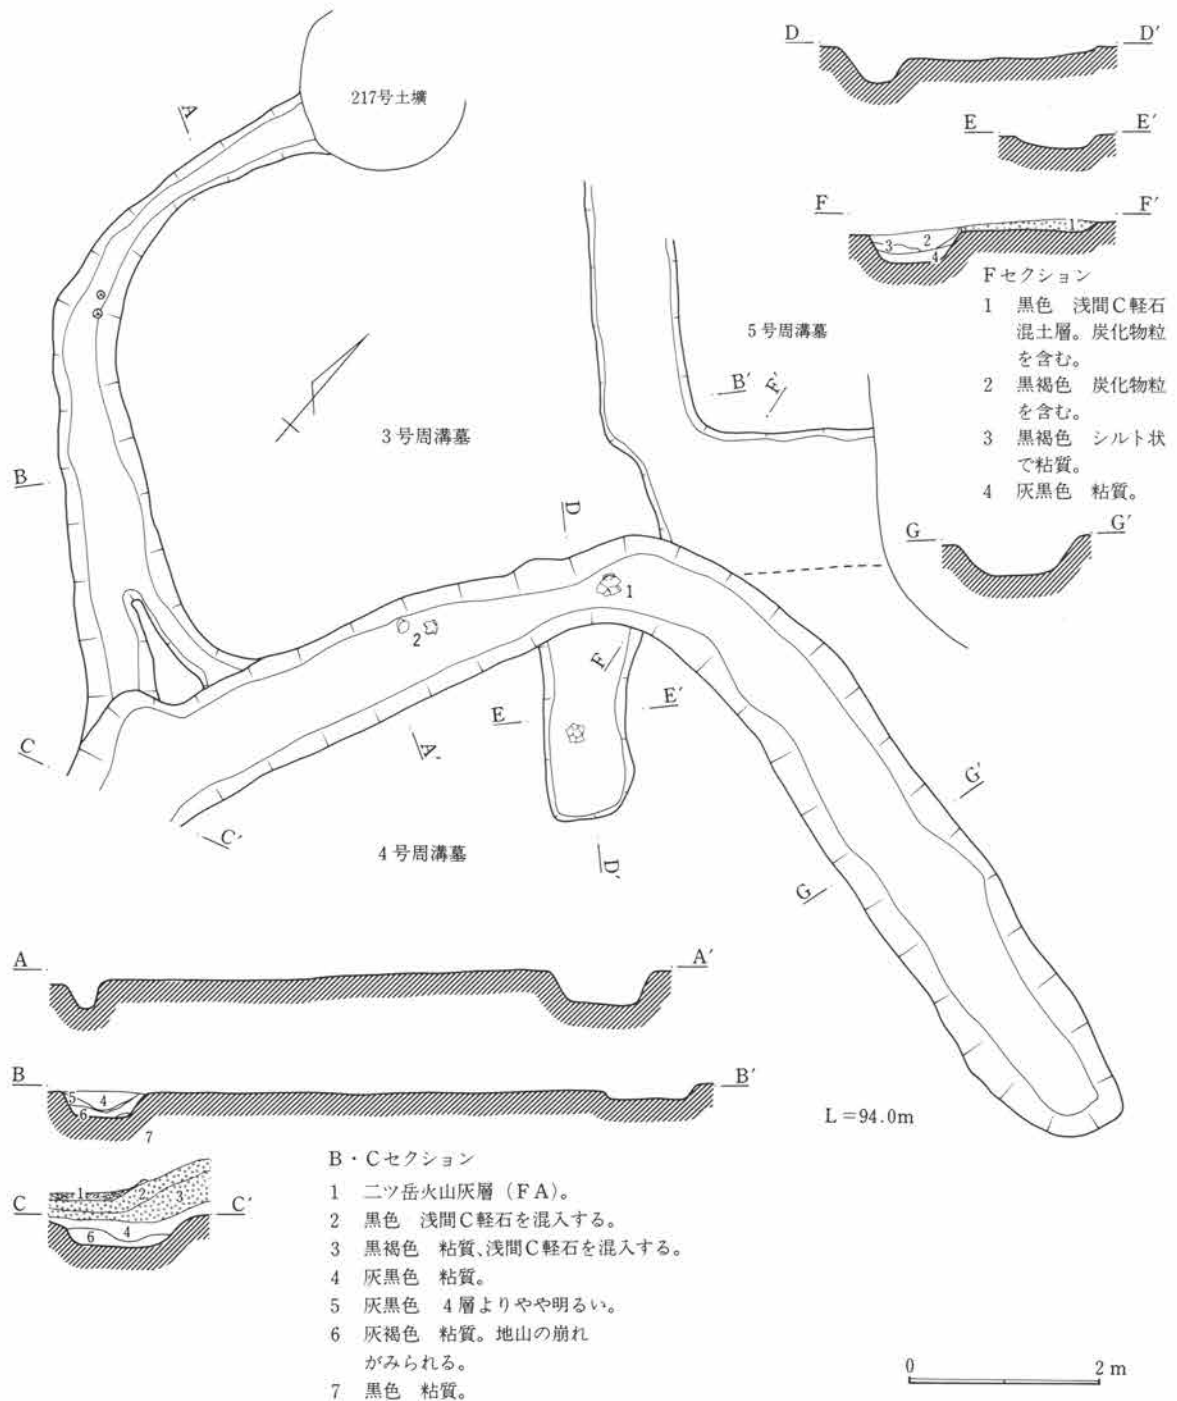 D D′
217号土壙
A
E E′
F F′
1
3 2
4
Fセクション
1 黒色 浅間C軽石
混土層。炭化物粒
を含む。
2 黒褐色 炭化物粒
を含む。
3 黒褐色 シルト状
で粘質。
4 灰黒色 粘質。
5号周溝墓
B′ F′
3号周溝墓
B
D
G G′
1
2
F
E E′
C
A′
G′
C′
4号周溝墓
D′
G
A A′
B B′
5 4
6
7
L=94.0m
C C′
1 2 3
6 4
B・Cセクション
1 二ツ岳火山灰層(FA)。
2 黒色 浅間C軽石を混入する。
3 黒褐色 粘質、浅間C軽石を混入する。
4 灰黒色 粘質。
5 灰黒色 4層よりやや明るい。
6 灰褐色 粘質。地山の崩れ
がみられる。
7 黒色 粘質。
0 2 m